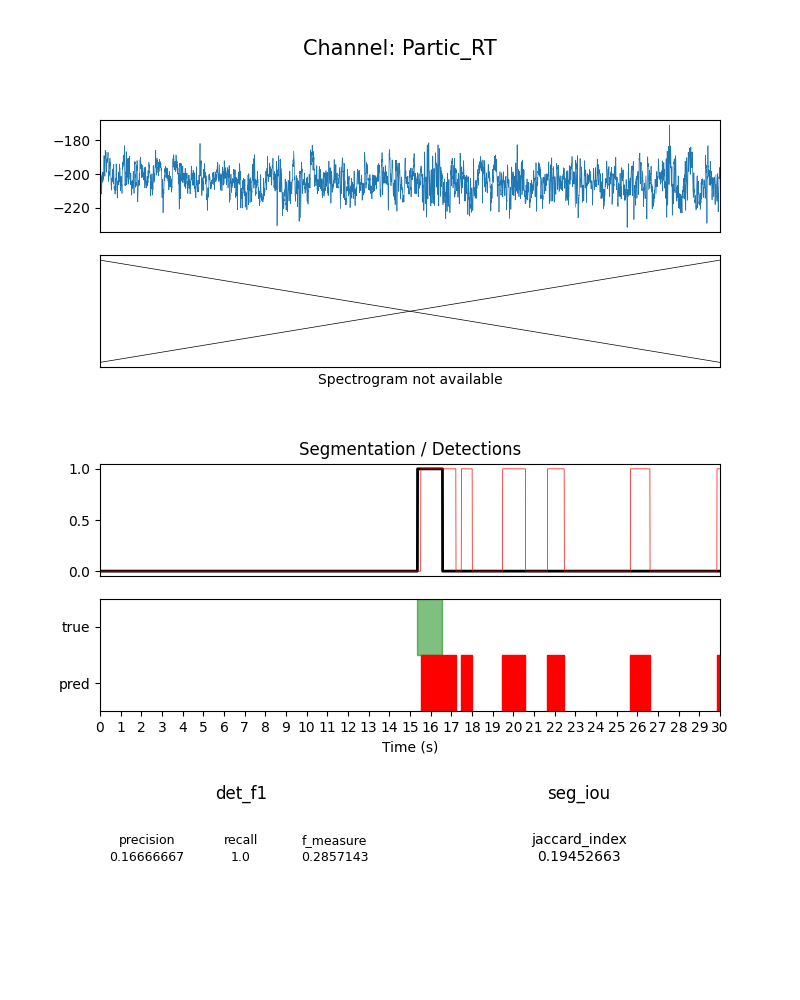 Channel: Partic_RT
−180
−200
−220
Spectrogram not available
Segmentation / Detections
1.0
0.5
0.0
true
pred
0 1 2 3 4 5 6 7 8 9 10 11 12 13 14 15 16 17 18 19 20 21 22 23 24 25 26 27 28 29 30
Time (s)
det_f1 seg_iou
precision recall f_measure jaccard_index
0.16666667 1.0 0.2857143 0.19452663